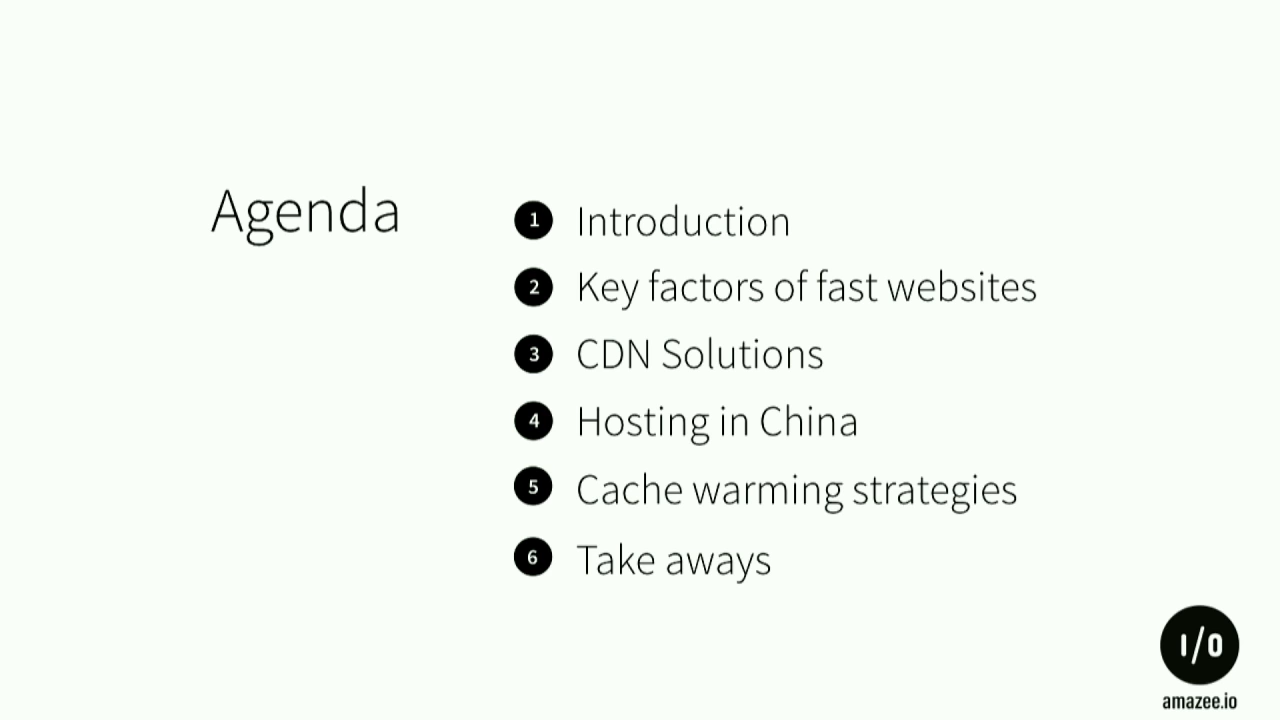 Agenda
1 Introduction
2 Key factors of fast websites
3 CDN Solutions
4 Hosting in China
5 Cache warming strategies
6 Take aways
I/O
amazee.io